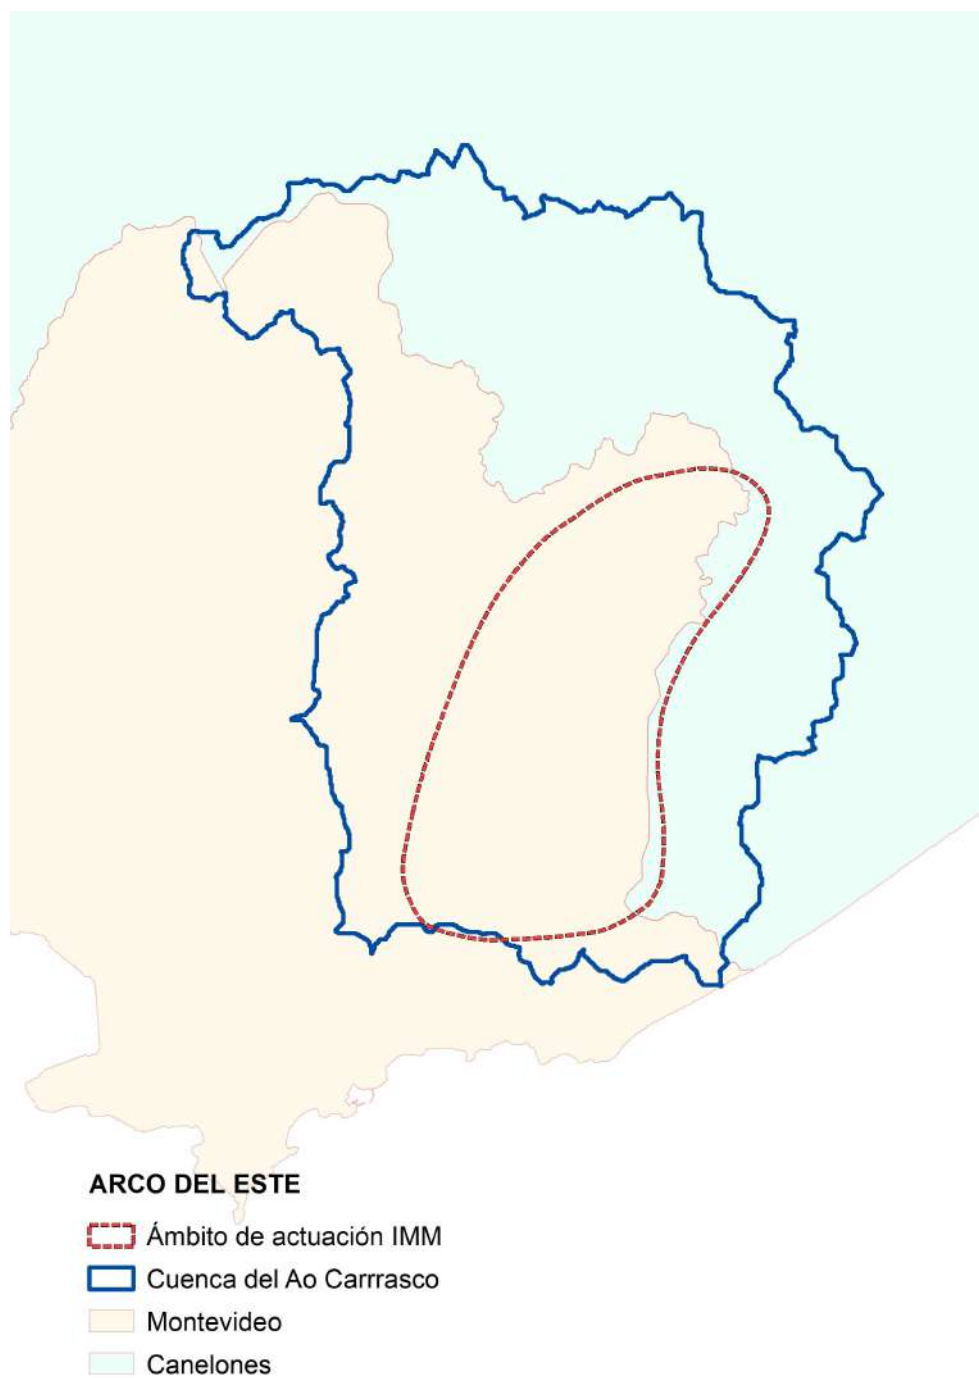 ARCO DEL ESTE
Ámbito de actuación IMM
Cuenca del Ao Carrrasco
Montevideo
Canelones